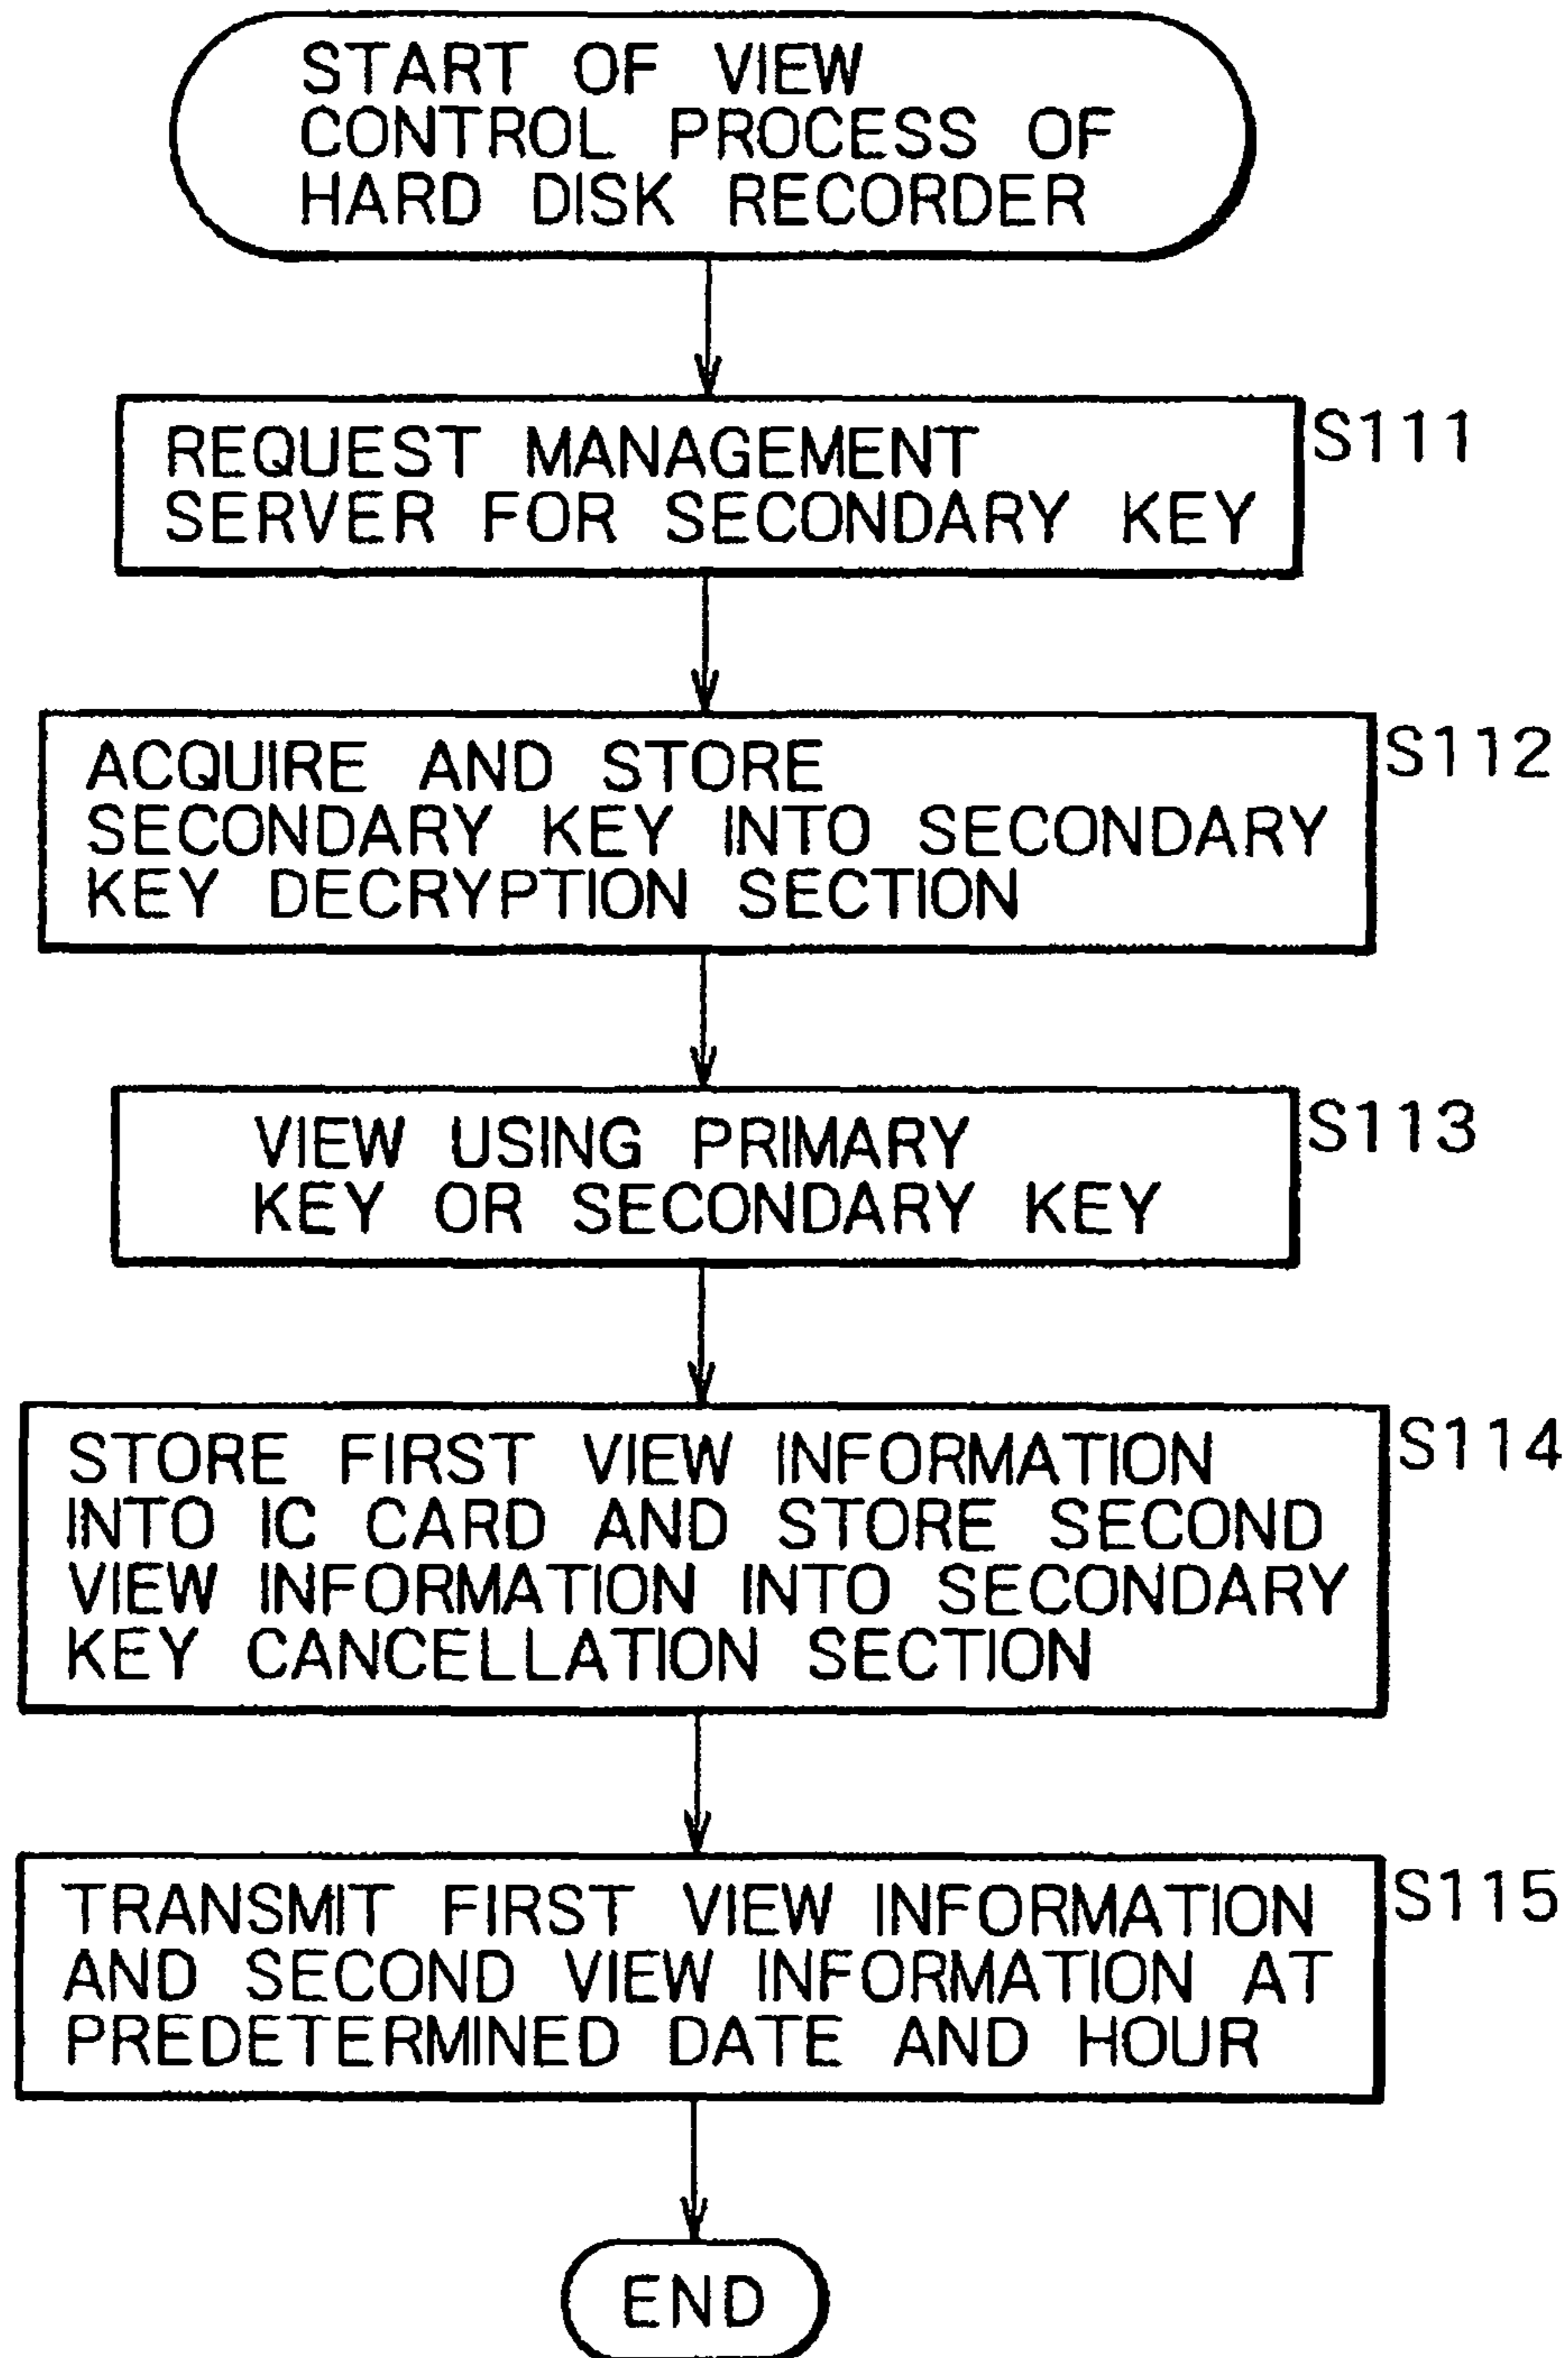 START OF VIEW
CONTROL PROCESS OF
HARD DISK RECORDER
REQUEST MANAGEMENT
SERVER FOR SECONDARY KEY
S111
ACQUIRE AND STORE
SECONDARY KEY INTO SECONDARY
KEY DECRYPTION SECTION
S112
VIEW USING PRIMARY
KEY OR SECONDARY KEY
S113
STORE FIRST VIEW INFORMATION
INTO IC CARD AND STORE SECOND
VIEW INFORMATION INTO SECONDARY
KEY CANCELLATION SECTION
S114
TRANSMIT FIRST VIEW INFORMATION
AND SECOND VIEW INFORMATION AT
PREDETERMINED DATE AND HOUR
S115
END